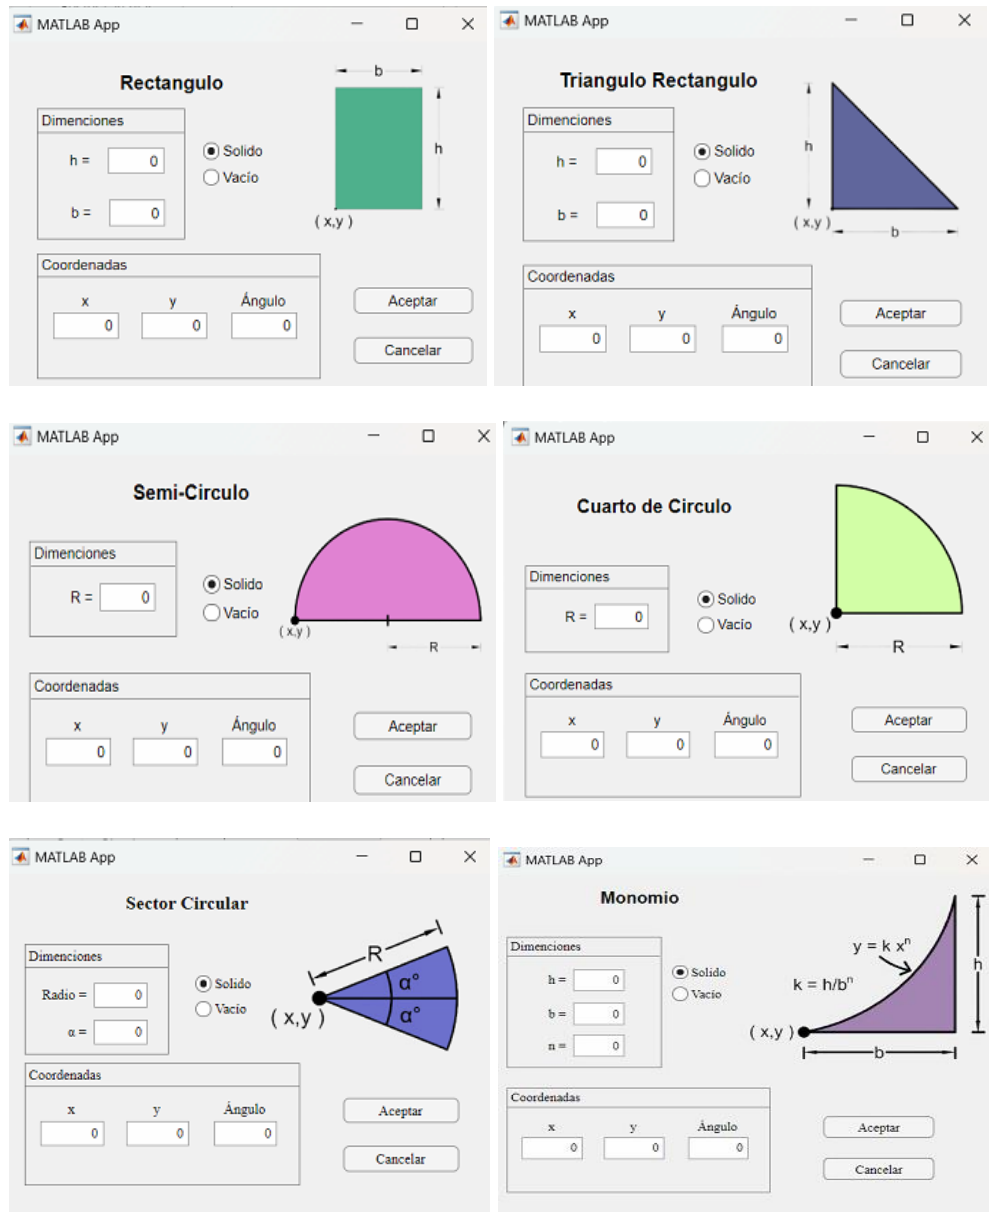 MATLAB App
Rectangulo
Dimenciones
h = 0
b = 0
Solido
Vacío
b
h
( x,y )
Coordenadas
x y Ángulo
0 0 0
Aceptar
Cancelar
MATLAB App
Triangulo Rectangulo
Dimenciones
h = 0
b = 0
Solido
Vacío
h
( x,y )
b
Coordenadas
x y Ángulo
0 0 0
Aceptar
Cancelar
MATLAB App
Semi-Circulo
Dimenciones
R = 0
Solido
Vacío
( x,y )
R
Coordenadas
x y Ángulo
0 0 0
Aceptar
Cancelar
MATLAB App
Cuarto de Circulo
Dimenciones
R = 0
Solido
Vacío
( x,y )
R
Coordenadas
x y Ángulo
0 0 0
Aceptar
Cancelar
MATLAB App
Sector Circular
Dimenciones
Radio = 0
α = 0
Solido
Vacío
R
α°
α°
( x,y )
Coordenadas
x y Ángulo
0 0 0
Aceptar
Cancelar
MATLAB App
Monomio
Dimenciones
h = 0
b = 0
n = 0
Solido
Vacío
y = k xⁿ
k = h/bⁿ
h
( x,y )
b
Coordenadas
x y Ángulo
0 0 0
Aceptar
Cancelar